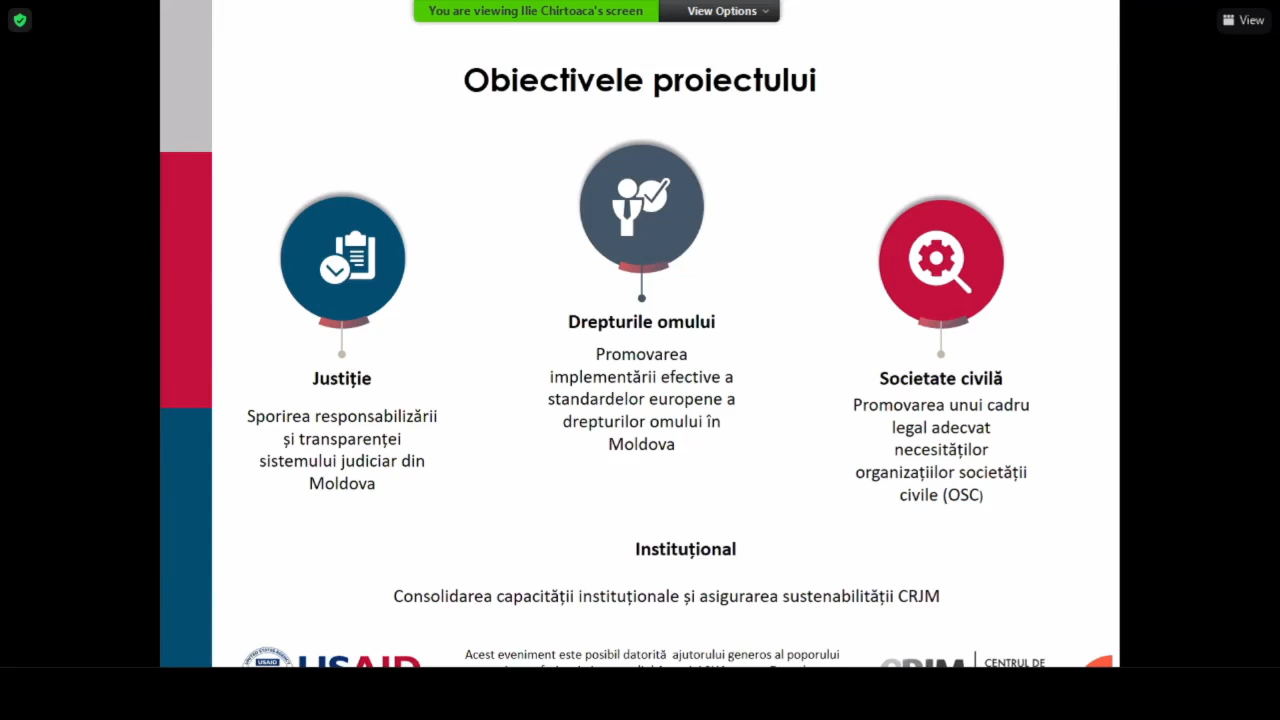 You are viewing Ilie Chirtoaca's screen
View Options
View
Obiectivele proiectului
Justiție
Sporirea responsabilizării
și transparenței
sistemului judiciar din
Moldova
Drepturile omului
Promovarea
implementării efective a
standardelor europene a
drepturilor omului în
Moldova
Societate civilă
Promovarea unui cadru
legal adecvat
necesităților
organizațiilor societății
civile (OSC)
Instituțional
Consolidarea capacității instituționale și asigurarea sustenabilității CRJM
USAID
USAID
Acest eveniment este posibil datorită ajutorului generos al poporului
CRJM
CENTRUL DE